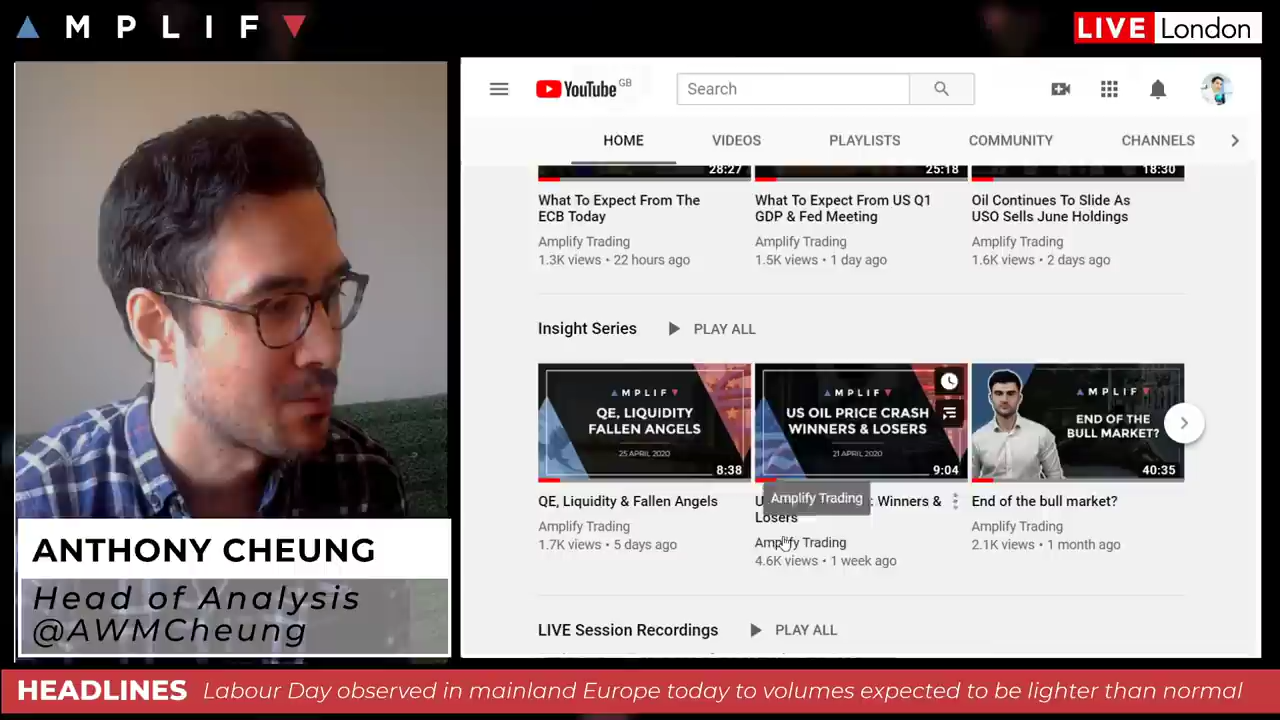 AMPLIFY
LIVE London
YouTube GB
Search
HOME VIDEOS PLAYLISTS COMMUNITY CHANNELS
28:27 25:18 18:30
What To Expect From The
ECB Today
Amplify Trading
1.3K views • 22 hours ago
What To Expect From US Q1
GDP & Fed Meeting
Amplify Trading
1.5K views • 1 day ago
Oil Continues To Slide As
USO Sells June Holdings
Amplify Trading
1.6K views • 2 days ago
Insight Series PLAY ALL
AMPLIFY
QE, LIQUIDITY
FALLEN ANGELS
25 APRIL 2020
8:38
QE, Liquidity & Fallen Angels
Amplify Trading
1.7K views • 5 days ago
AMPLIFY
US OIL PRICE CRASH
WINNERS & LOSERS
21 APRIL 2020
9:04
Amplify Trading
Winners &
Losers
Amplify Trading
4.6K views • 1 week ago
AMPLIFY
END OF THE
BULL MARKET?
40:35
End of the bull market?
Amplify Trading
2.1K views • 1 month ago
LIVE Session Recordings PLAY ALL
ANTHONY CHEUNG
Head of Analysis
@AWMCheung
HEADLINES Labour Day observed in mainland Europe today to volumes expected to be lighter than normal